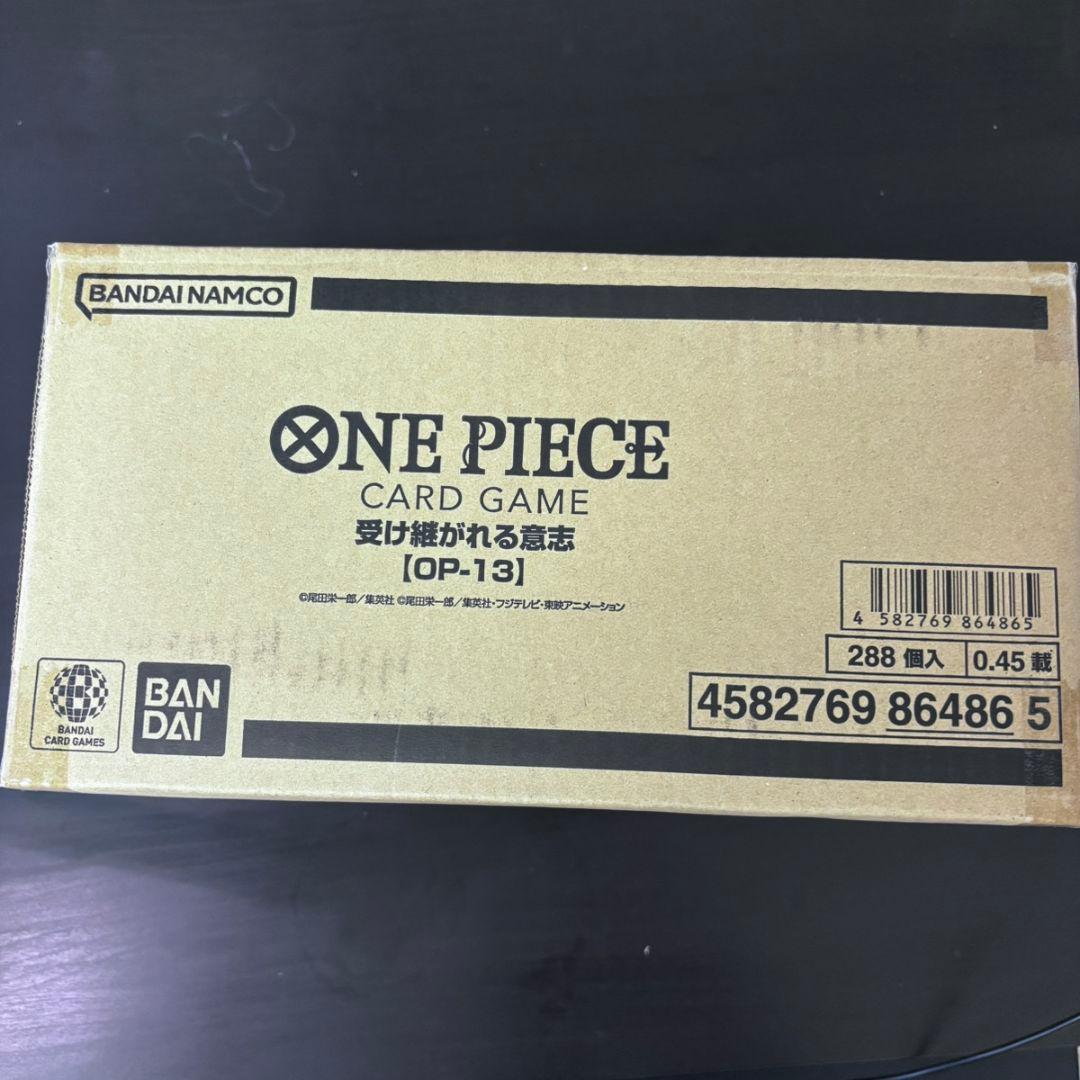 BANDAI NAMCO
ONE PIECE
CARD GAME
受け継がれる意志
【OP-13】
©尾田栄一郎／集英社 ©尾田栄一郎／集英社・フジテレビ・東映アニメーション
4 582769 864865
288 個入 0.45 載
4582769 86486 5
BANDAI
CARD GAMES
BAN
DAI